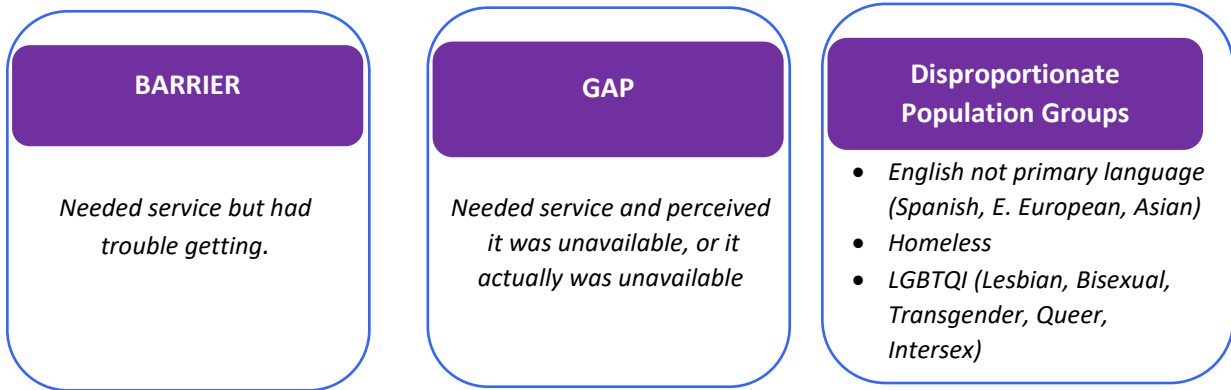 BARRIER
Needed service but had
trouble getting.
GAP
Needed service and perceived
it was unavailable, or it
actually was unavailable
Disproportionate
Population Groups
• English not primary language
(Spanish, E. European, Asian)
• Homeless
• LGBTQI (Lesbian, Bisexual,
Transgender, Queer,
Intersex)